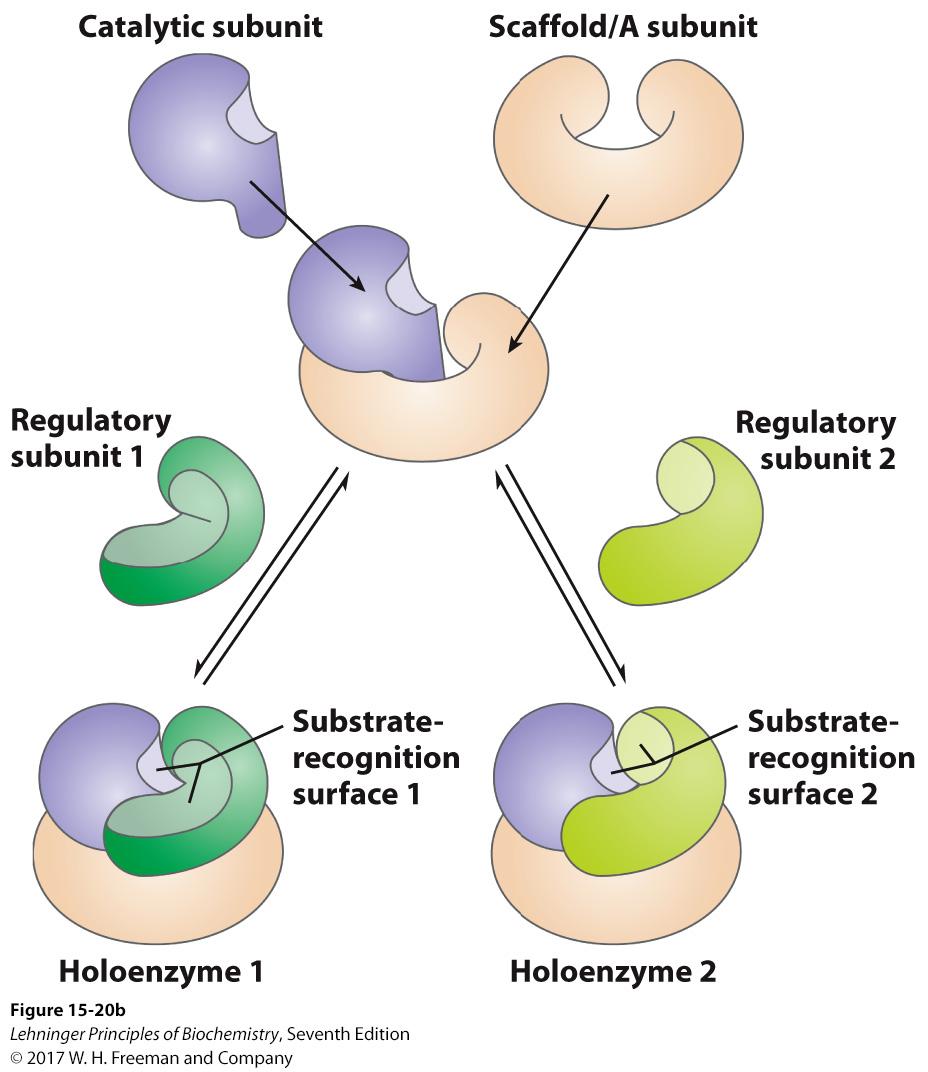 Catalytic subunit
Scaffold/A subunit
Regulatory
subunit 1
Regulatory
subunit 2
Substrate-
recognition
surface 1
Substrate-
recognition
surface 2
Holoenzyme 1
Holoenzyme 2
Figure 15-20b
Lehninger Principles of Biochemistry, Seventh Edition
© 2017 W. H. Freeman and Company